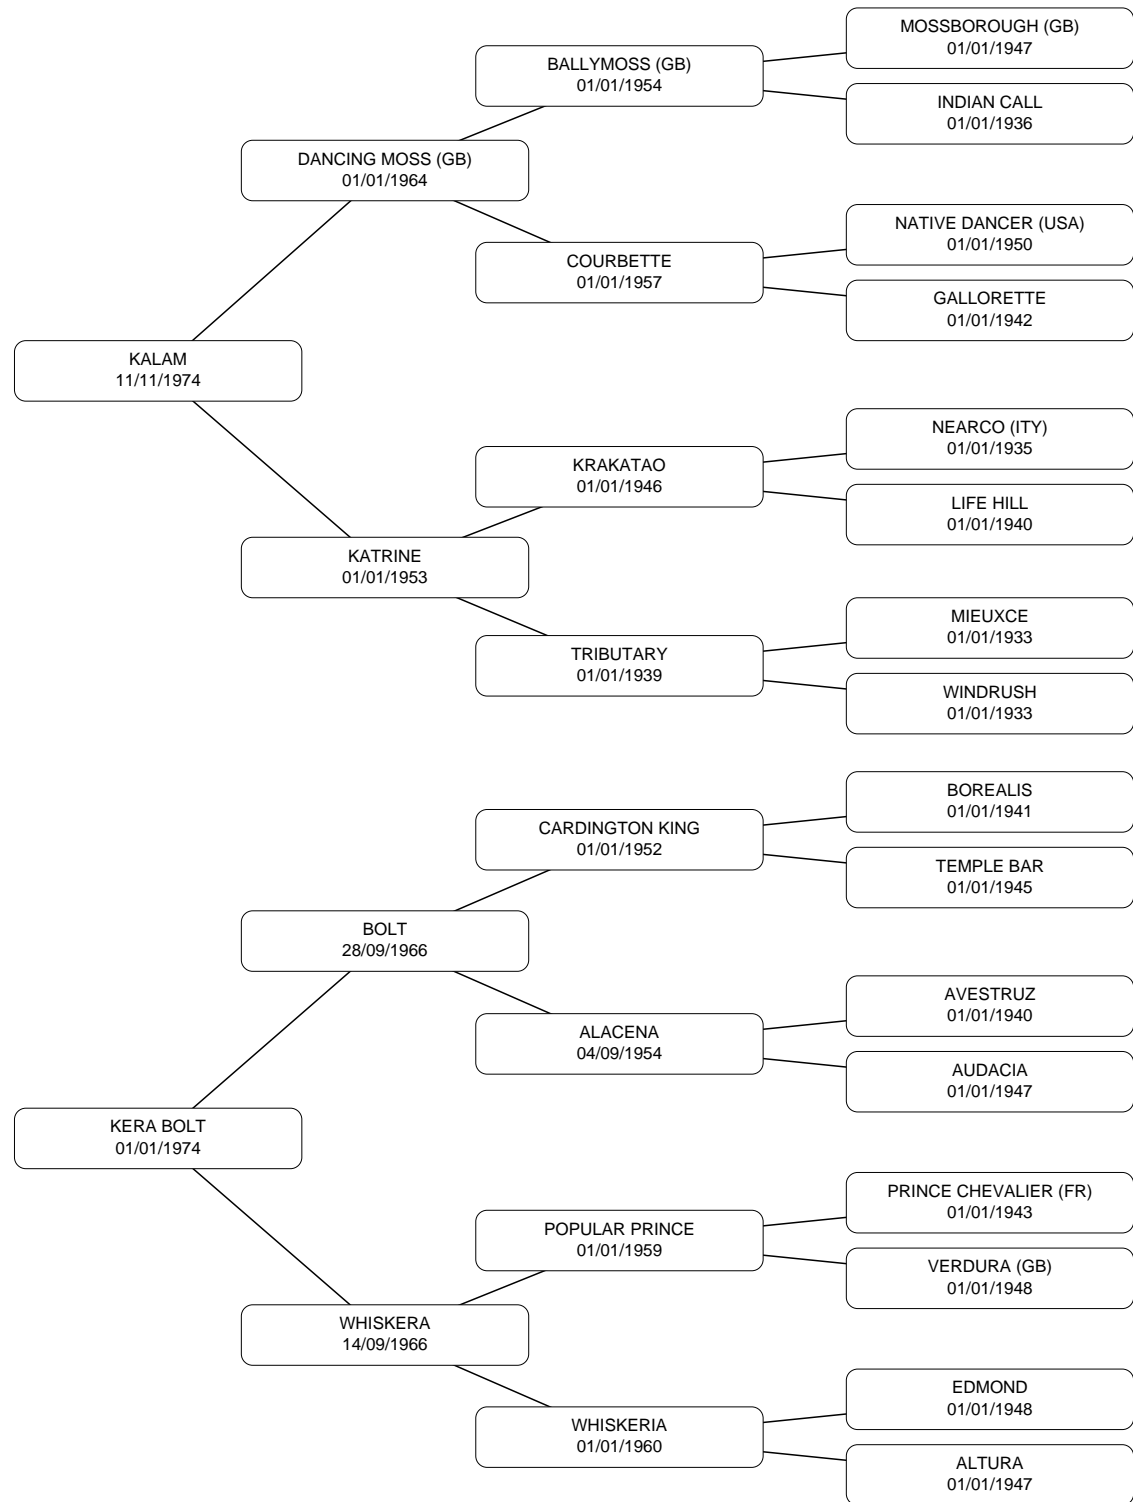 MOSSBOROUGH (GB)
01/01/1947
BALLYMOSS (GB)
01/01/1954
INDIAN CALL
01/01/1936
DANCING MOSS (GB)
01/01/1964
NATIVE DANCER (USA)
01/01/1950
COURBETTE
01/01/1957
GALLORETTE
01/01/1942
KALAM
11/11/1974
NEARCO (ITY)
01/01/1935
KRAKATAO
01/01/1946
LIFE HILL
01/01/1940
KATRINE
01/01/1953
MIEUXCE
01/01/1933
TRIBUTARY
01/01/1939
WINDRUSH
01/01/1933
BOREALIS
01/01/1941
CARDINGTON KING
01/01/1952
TEMPLE BAR
01/01/1945
BOLT
28/09/1966
AVESTRUZ
01/01/1940
ALACENA
04/09/1954
AUDACIA
01/01/1947
KERA BOLT
01/01/1974
PRINCE CHEVALIER (FR)
01/01/1943
POPULAR PRINCE
01/01/1959
VERDURA (GB)
01/01/1948
WHISKERA
14/09/1966
EDMOND
01/01/1948
WHISKERIA
01/01/1960
ALTURA
01/01/1947